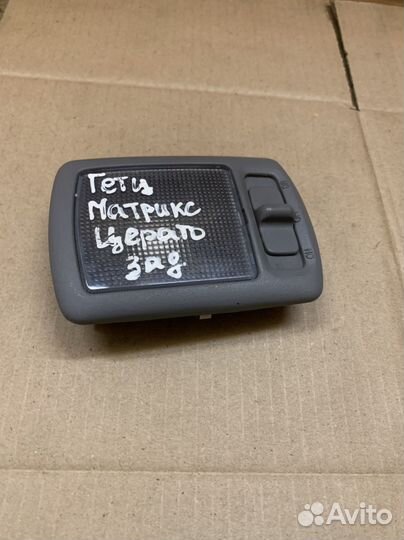 Гетц
Матрикс
Церато
зад
Avito